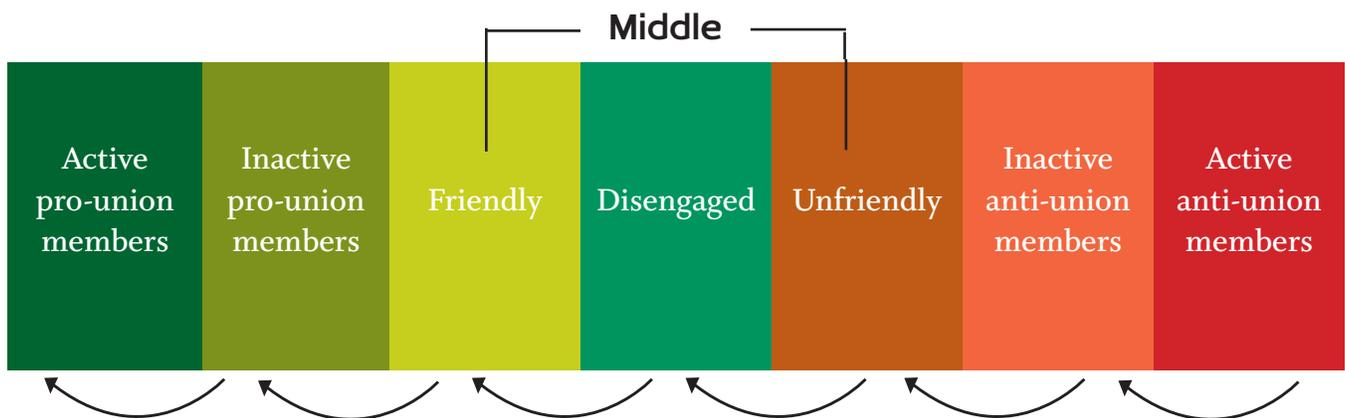 Middle
Active
pro-union
members
Inactive
pro-union
members
Friendly
Disengaged
Unfriendly
Inactive
anti-union
members
Active
anti-union
members